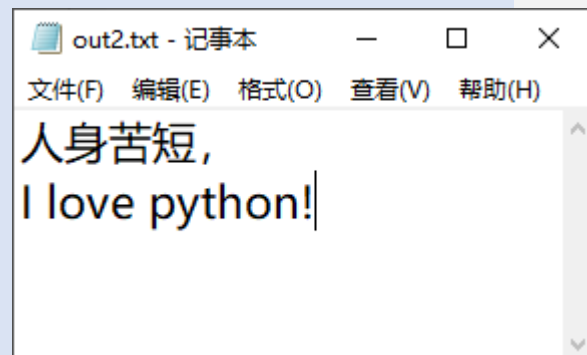 out2.txt - 记事本
文件(F) 编辑(E) 格式(O) 查看(V) 帮助(H)
人身苦短，
I love python!